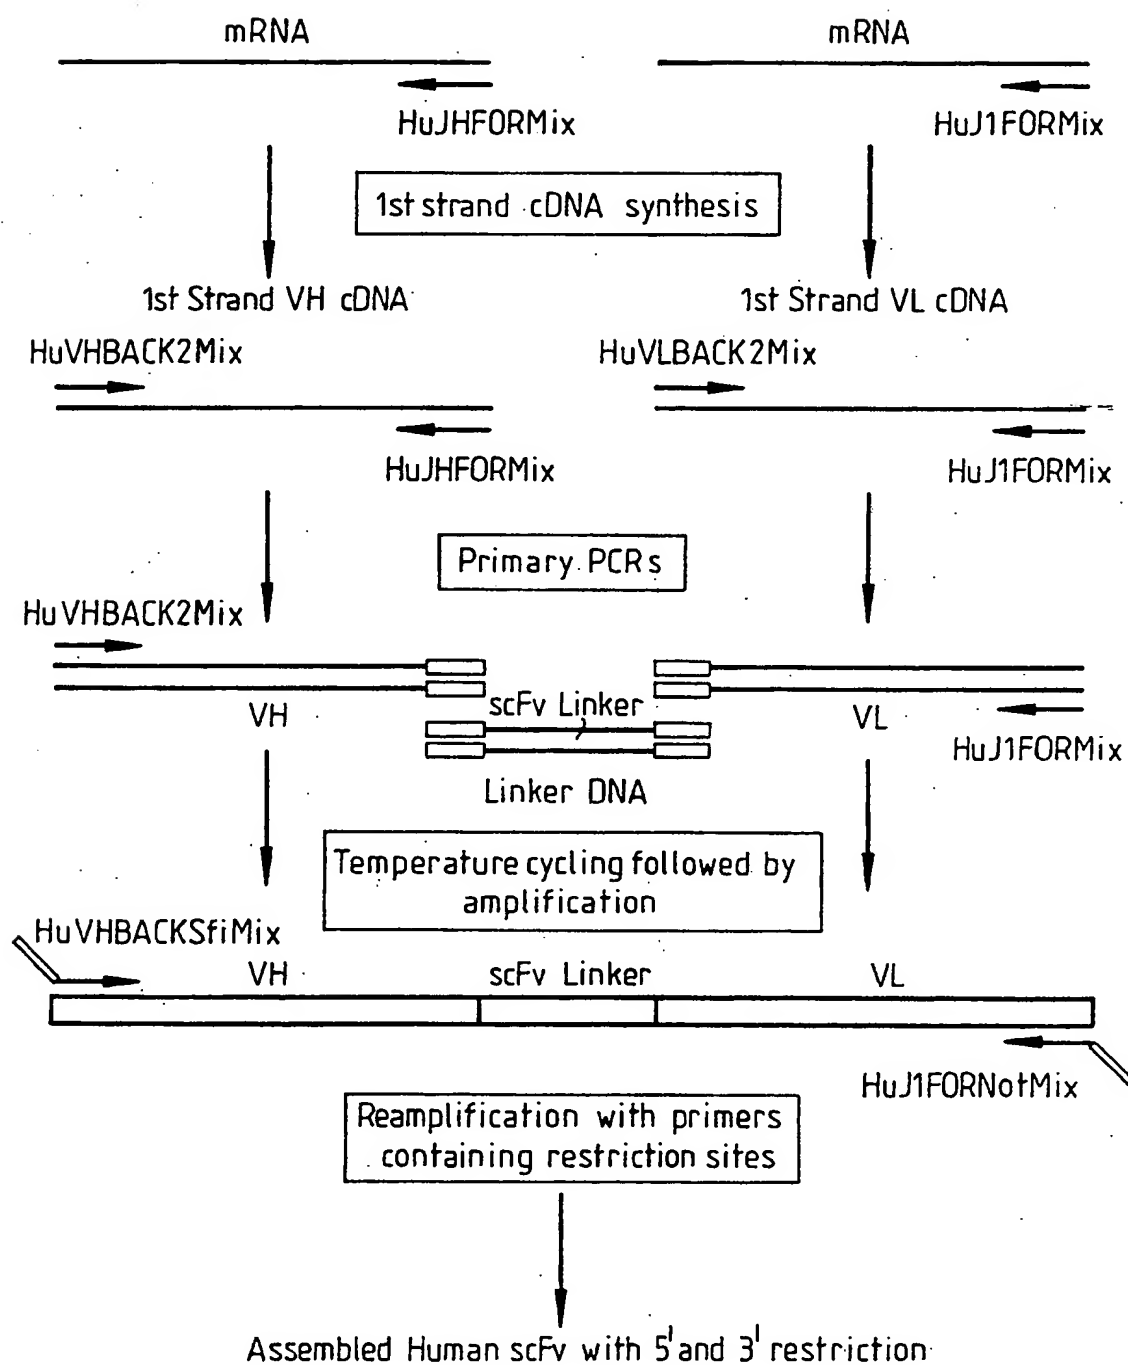 mRNA
mRNA
HuJHFORMix
HuJ1FORMix
1st strand cDNA synthesis
1st Strand VH cDNA
1st Strand VL cDNA
HuVHBACK2Mix
HuVLBACK2Mix
HuJHFORMix
HuJ1FORMix
Primary PCRs
HuVHBACK2Mix
VH
scFv Linker
VL
HuJ1FORMix
Linker DNA
Temperature cycling followed by
amplification
HuVHBACKSfiMix
VH
scFv Linker
VL
HuJ1FORNotMix
Reamplification with primers
containing restriction sites
Assembled Human scFv with 5' and 3' restriction